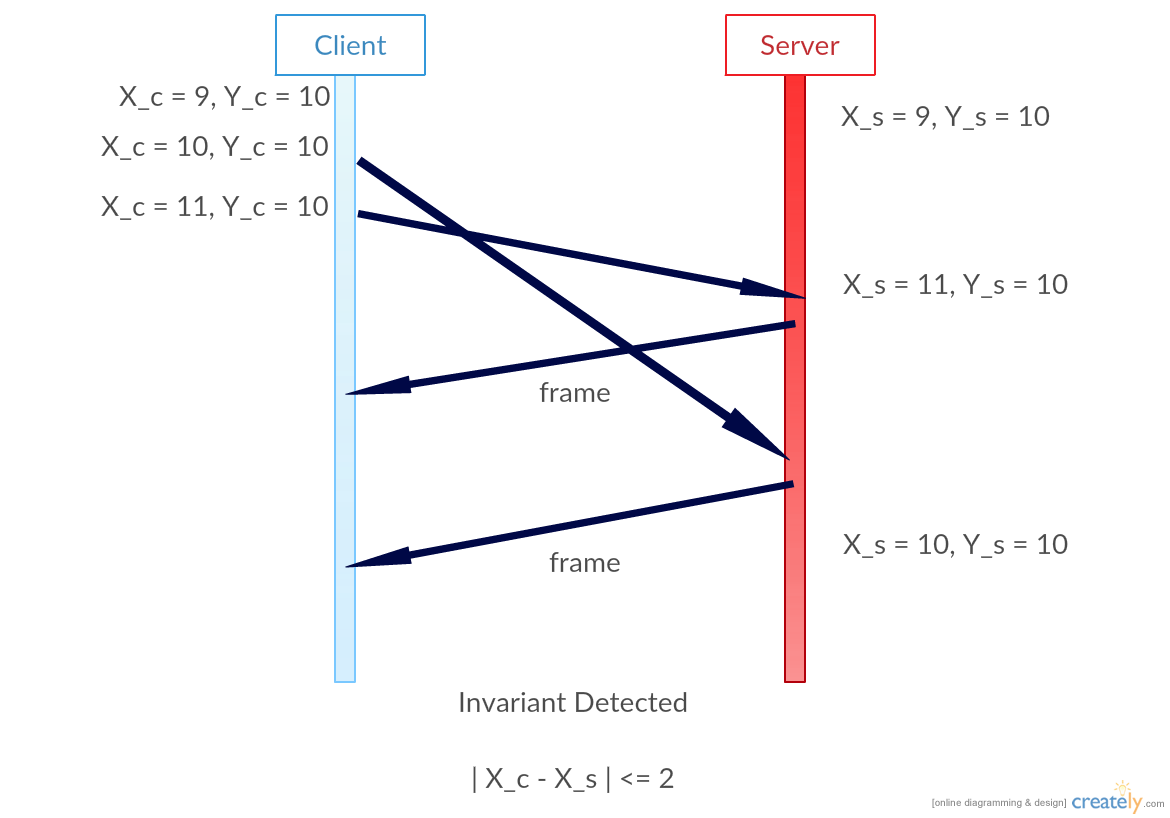 Client
Server
X_c = 9, Y_c = 10
X_s = 9, Y_s = 10
X_c = 10, Y_c = 10
X_c = 11, Y_c = 10
X_s = 11, Y_s = 10
frame
X_s = 10, Y_s = 10
frame
Invariant Detected
| X_c - X_s | <= 2
[online diagramming & design] creately.com